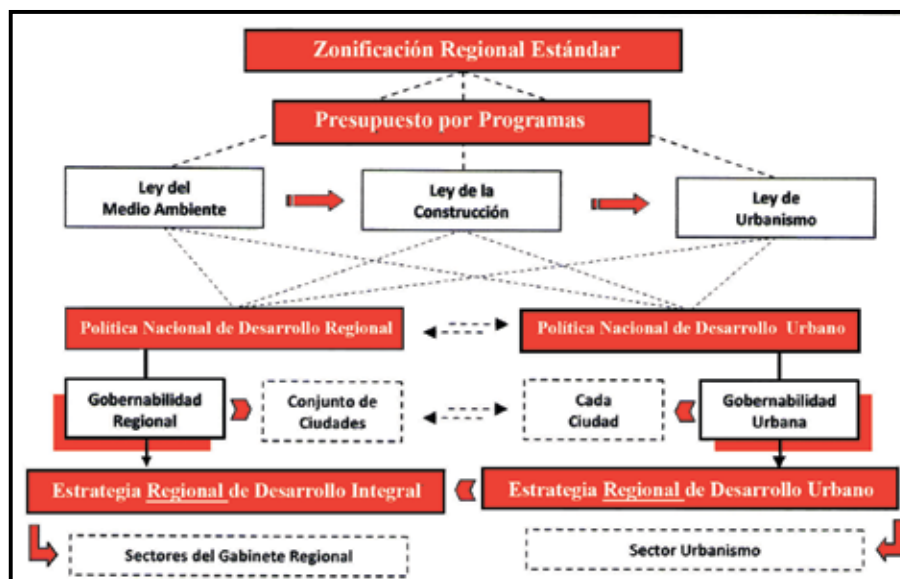 Zonificación Regional Estándar
Presupuesto por Programas
Ley del
Medio Ambiente
Ley de la
Construcción
Ley de
Urbanismo
Política Nacional de Desarrollo Regional
Política Nacional de Desarrollo Urbano
Gobernabilidad
Regional
Conjunto de
Ciudades
Cada
Ciudad
Gobernabilidad
Urbana
Estrategia Regional de Desarrollo Integral
Estrategia Regional de Desarrollo Urbano
Sectores del Gabinete Regional
Sector Urbanismo